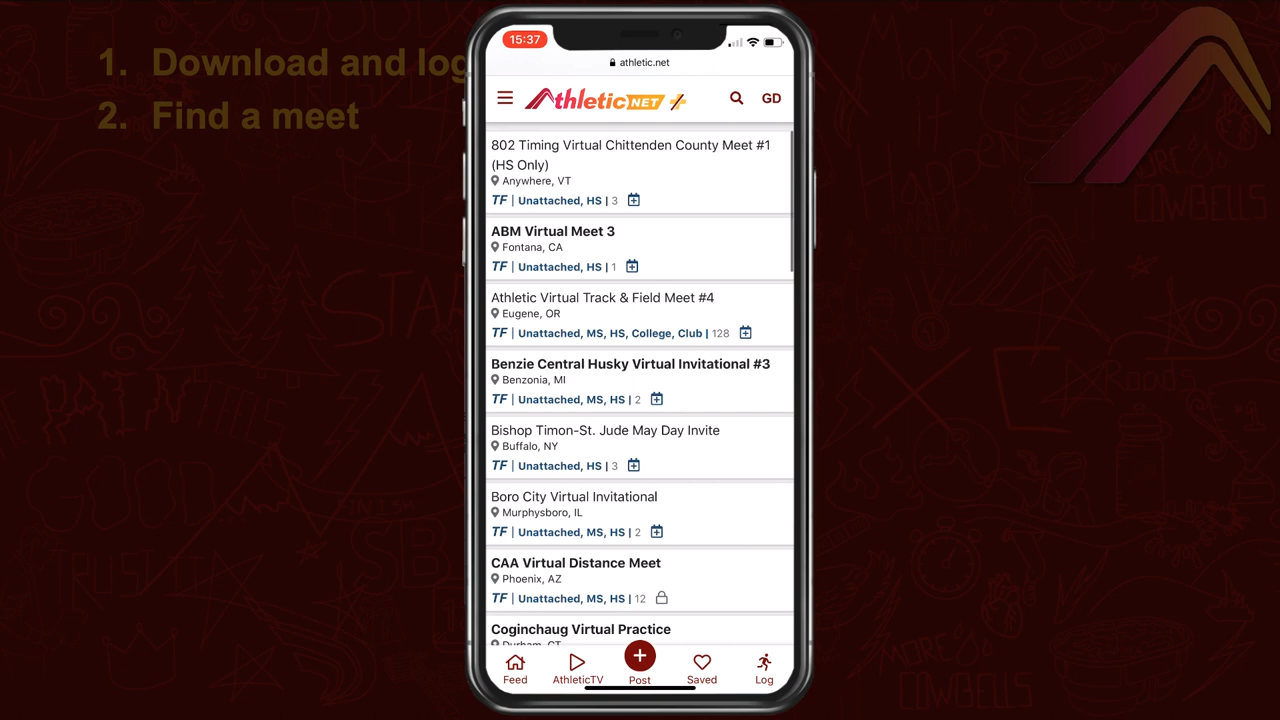 1. Download and log
2. Find a meet
15:37
athletic.net
AthleticNET
GD
802 Timing Virtual Chittenden County Meet #1
(HS Only)
Anywhere, VT
TF | Unattached, HS | 3
ABM Virtual Meet 3
Fontana, CA
TF | Unattached, HS | 1
Athletic Virtual Track & Field Meet #4
Eugene, OR
TF | Unattached, MS, HS, College, Club | 128
Benzie Central Husky Virtual Invitational #3
Benzonia, MI
TF | Unattached, MS, HS | 2
Bishop Timon-St. Jude May Day Invite
Buffalo, NY
TF | Unattached, HS | 3
Boro City Virtual Invitational
Murphysboro, IL
TF | Unattached, MS, HS | 2
CAA Virtual Distance Meet
Phoenix, AZ
TF | Unattached, MS, HS | 12
Coginchaug Virtual Practice
Durham, CT
Feed
AthleticTV
Post
Saved
Log
MORE
COWBELLS